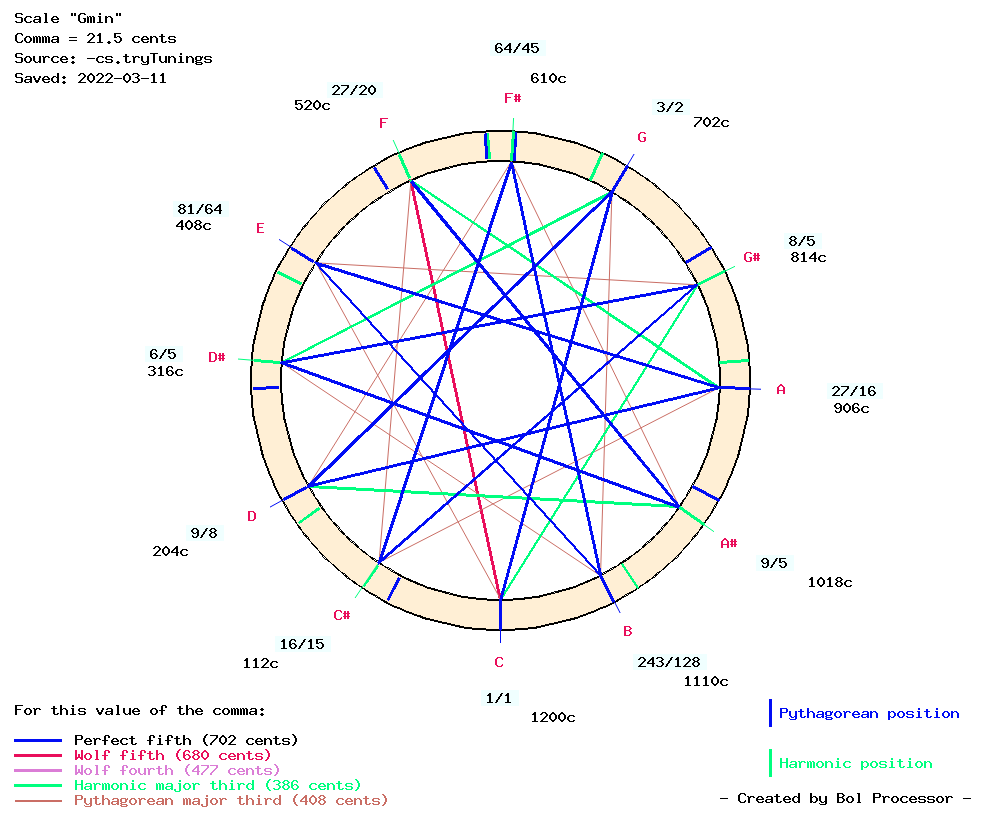 Scale "Gmin"
Comma = 21.5 cents
Source: -cs.tryTunings
Saved: 2022-03-11
64/45
610c
F#
27/20
520c
F
3/2
702c
G
81/64
408c
E
8/5
814c
G#
6/5
316c
D#
A
27/16
906c
D
9/8
204c
A#
9/5
1018c
C#
16/15
112c
B
243/128
1110c
C
1/1
1200c
For this value of the comma:
Perfect fifth (702 cents)
Wolf fifth (680 cents)
Wolf fourth (477 cents)
Harmonic major third (386 cents)
Pythagorean major third (408 cents)
Pythagorean position
Harmonic position
- Created by Bol Processor -